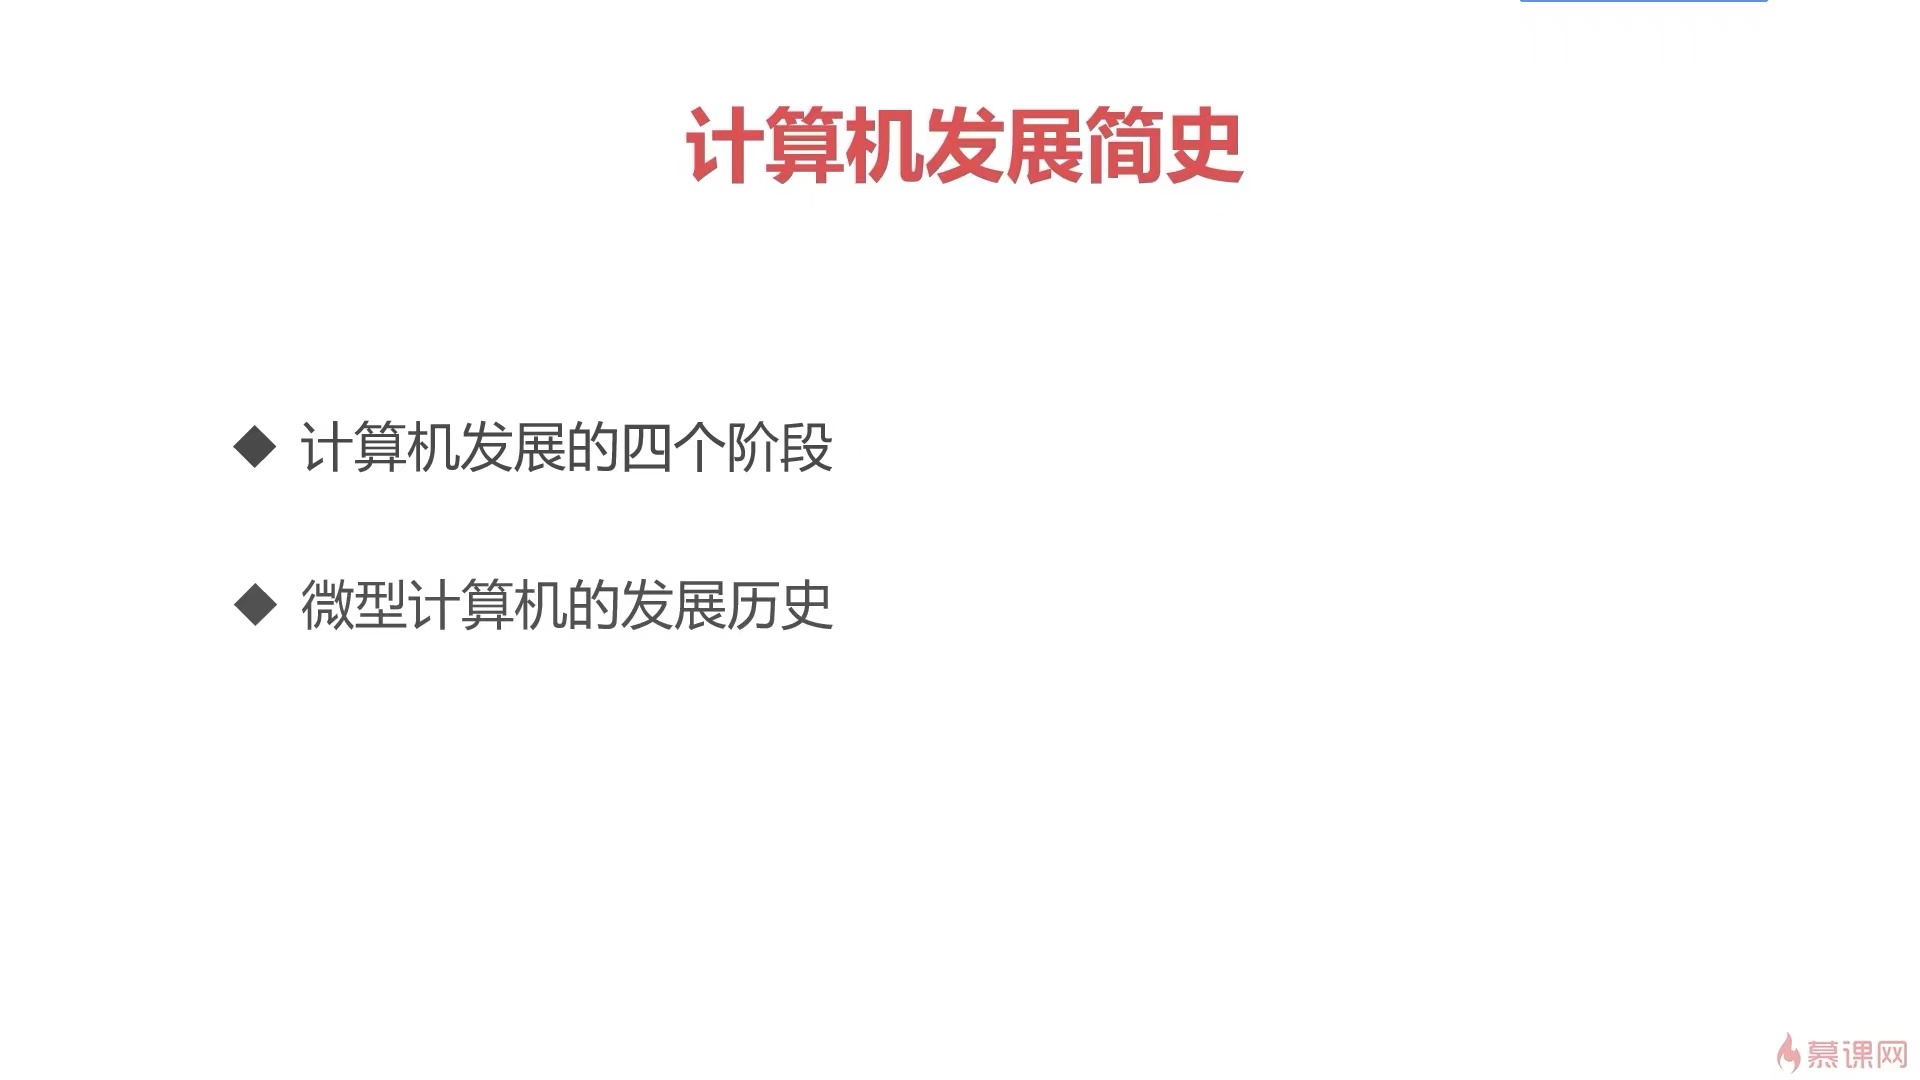 计算机发展简史
计算机发展的四个阶段
微型计算机的发展历史
慕课网